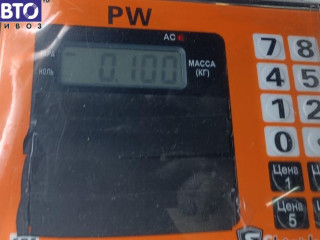 ВТО
ИВОЗ
PW
AC
НОЛЬ
0.100
МАССА
(КГ)
7 8
4 5
1 2
0
Цена
1
Цена
5